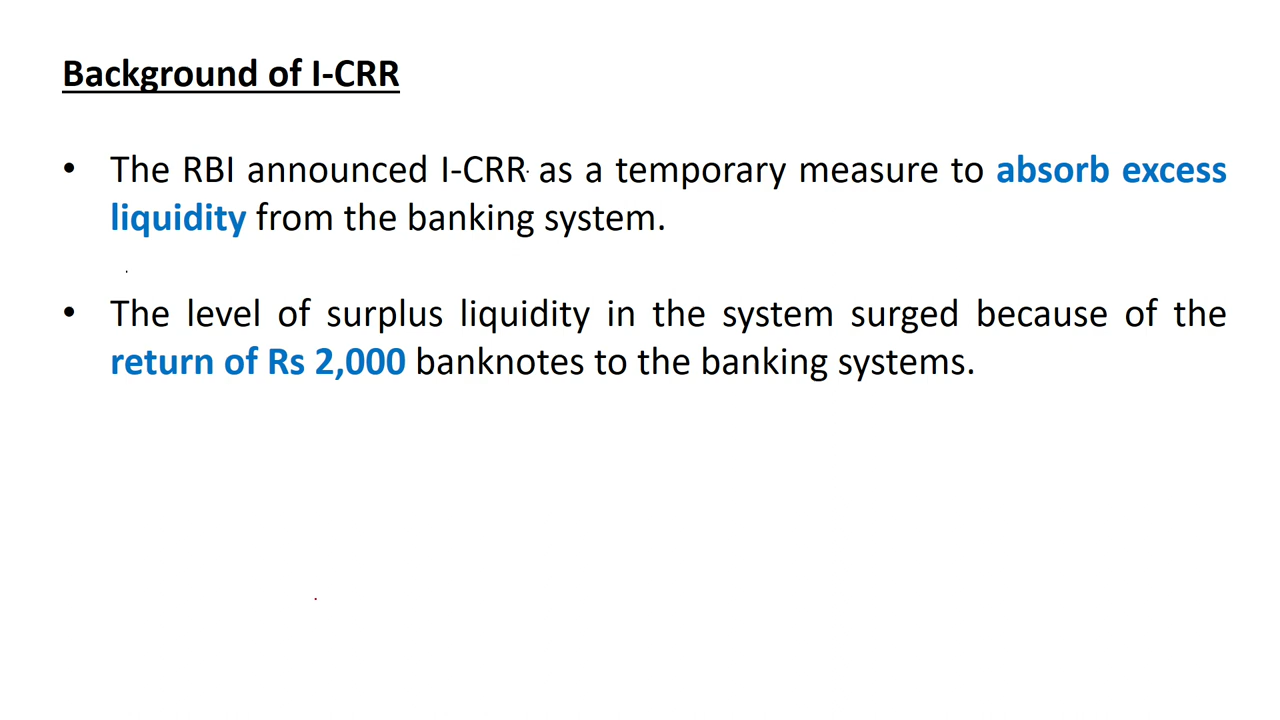 Background of I-CRR
• The RBI announced I-CRR as a temporary measure to absorb excess
liquidity from the banking system.
• The level of surplus liquidity in the system surged because of the
return of Rs 2,000 banknotes to the banking systems.